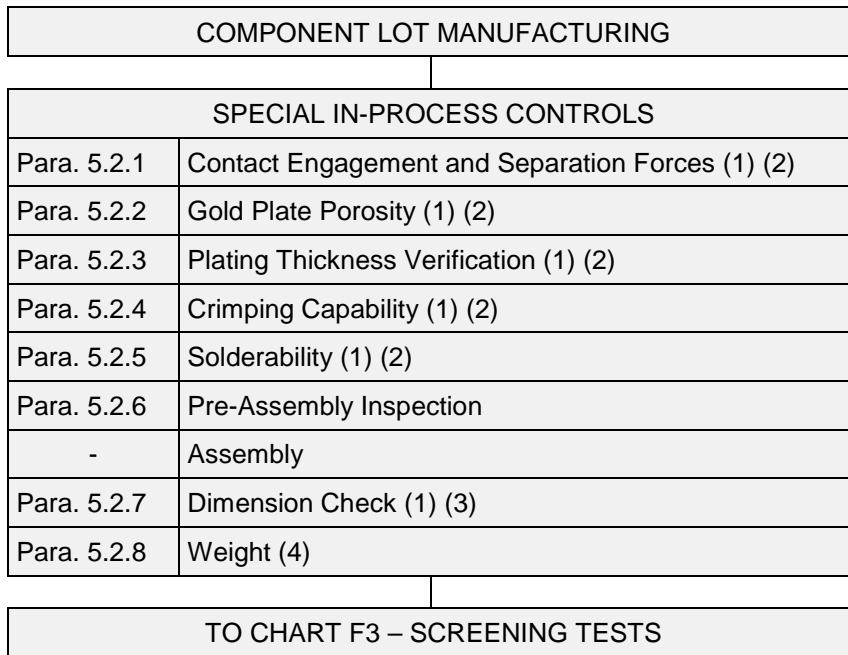 COMPONENT LOT MANUFACTURING
SPECIAL IN-PROCESS CONTROLS
Para. 5.2.1 Contact Engagement and Separation Forces (1) (2)
Para. 5.2.2 Gold Plate Porosity (1) (2)
Para. 5.2.3 Plating Thickness Verification (1) (2)
Para. 5.2.4 Crimping Capability (1) (2)
Para. 5.2.5 Solderability (1) (2)
Para. 5.2.6 Pre-Assembly Inspection
- Assembly
Para. 5.2.7 Dimension Check (1) (3)
Para. 5.2.8 Weight (4)
TO CHART F3 – SCREENING TESTS